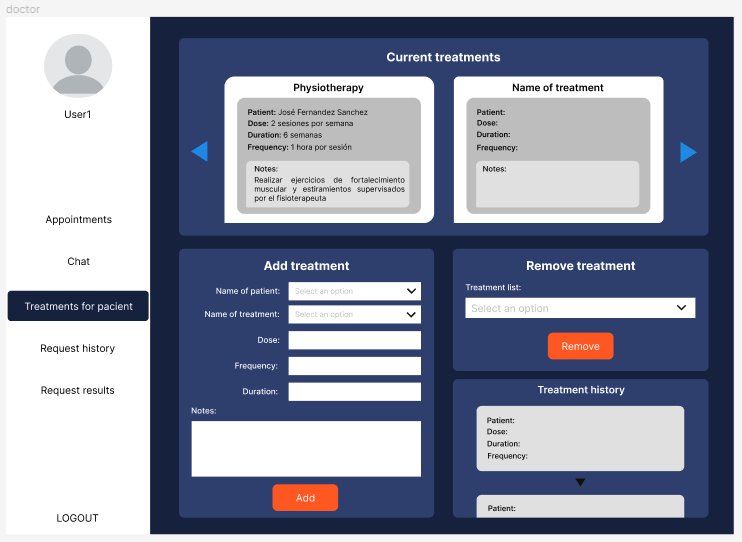 doctor
User1
Appointments
Chat
Treatments for pacient
Request history
Request results
LOGOUT
Current treatments
Physiotherapy
Patient: José Fernandez Sanchez
Dose: 2 sesiones por semana
Duration: 6 semanas
Frequency: 1 hora por sesión
Notes:
Realizar ejercicios de fortalecimiento
muscular y estiramientos supervisados
por el fisioterapeuta
Name of treatment
Patient:
Dose:
Duration:
Frequency:
Notes:
Add treatment
Name of patient: Select an option
Name of treatment: Select an option
Dose:
Frequency:
Duration:
Notes:
Add
Remove treatment
Treatment list:
Select an option
Remove
Treatment history
Patient:
Dose:
Duration:
Frequency:
Patient: